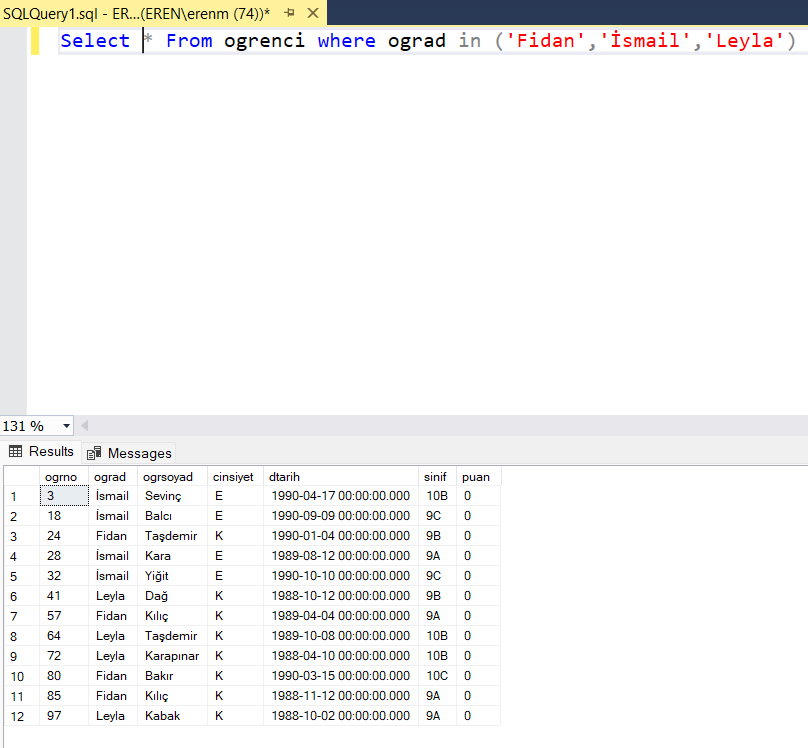 SQLQuery1.sql - ER...(EREN\erenm (74))*
Select * From ogrenci where ograd in ('Fidan','İsmail','Leyla')
131 %
Results Messages
ogrno ograd ogrsoyad cinsiyet dtarih sinif puan
1 3 İsmail Sevinç E 1990-04-17 00:00:00.000 10B 0
2 18 İsmail Balcı E 1990-09-09 00:00:00.000 9C 0
3 24 Fidan Taşdemir K 1990-01-04 00:00:00.000 9B 0
4 28 İsmail Kara E 1989-08-12 00:00:00.000 9A 0
5 32 İsmail Yiğit E 1990-10-10 00:00:00.000 9C 0
6 41 Leyla Dağ K 1988-10-12 00:00:00.000 9B 0
7 57 Fidan Kılıç K 1989-04-04 00:00:00.000 9A 0
8 64 Leyla Taşdemir K 1989-10-08 00:00:00.000 10B 0
9 72 Leyla Karapınar K 1988-04-10 00:00:00.000 10B 0
10 80 Fidan Bakır K 1990-03-15 00:00:00.000 10C 0
11 85 Fidan Kılıç K 1988-11-12 00:00:00.000 9A 0
12 97 Leyla Kabak K 1988-10-02 00:00:00.000 9A 0